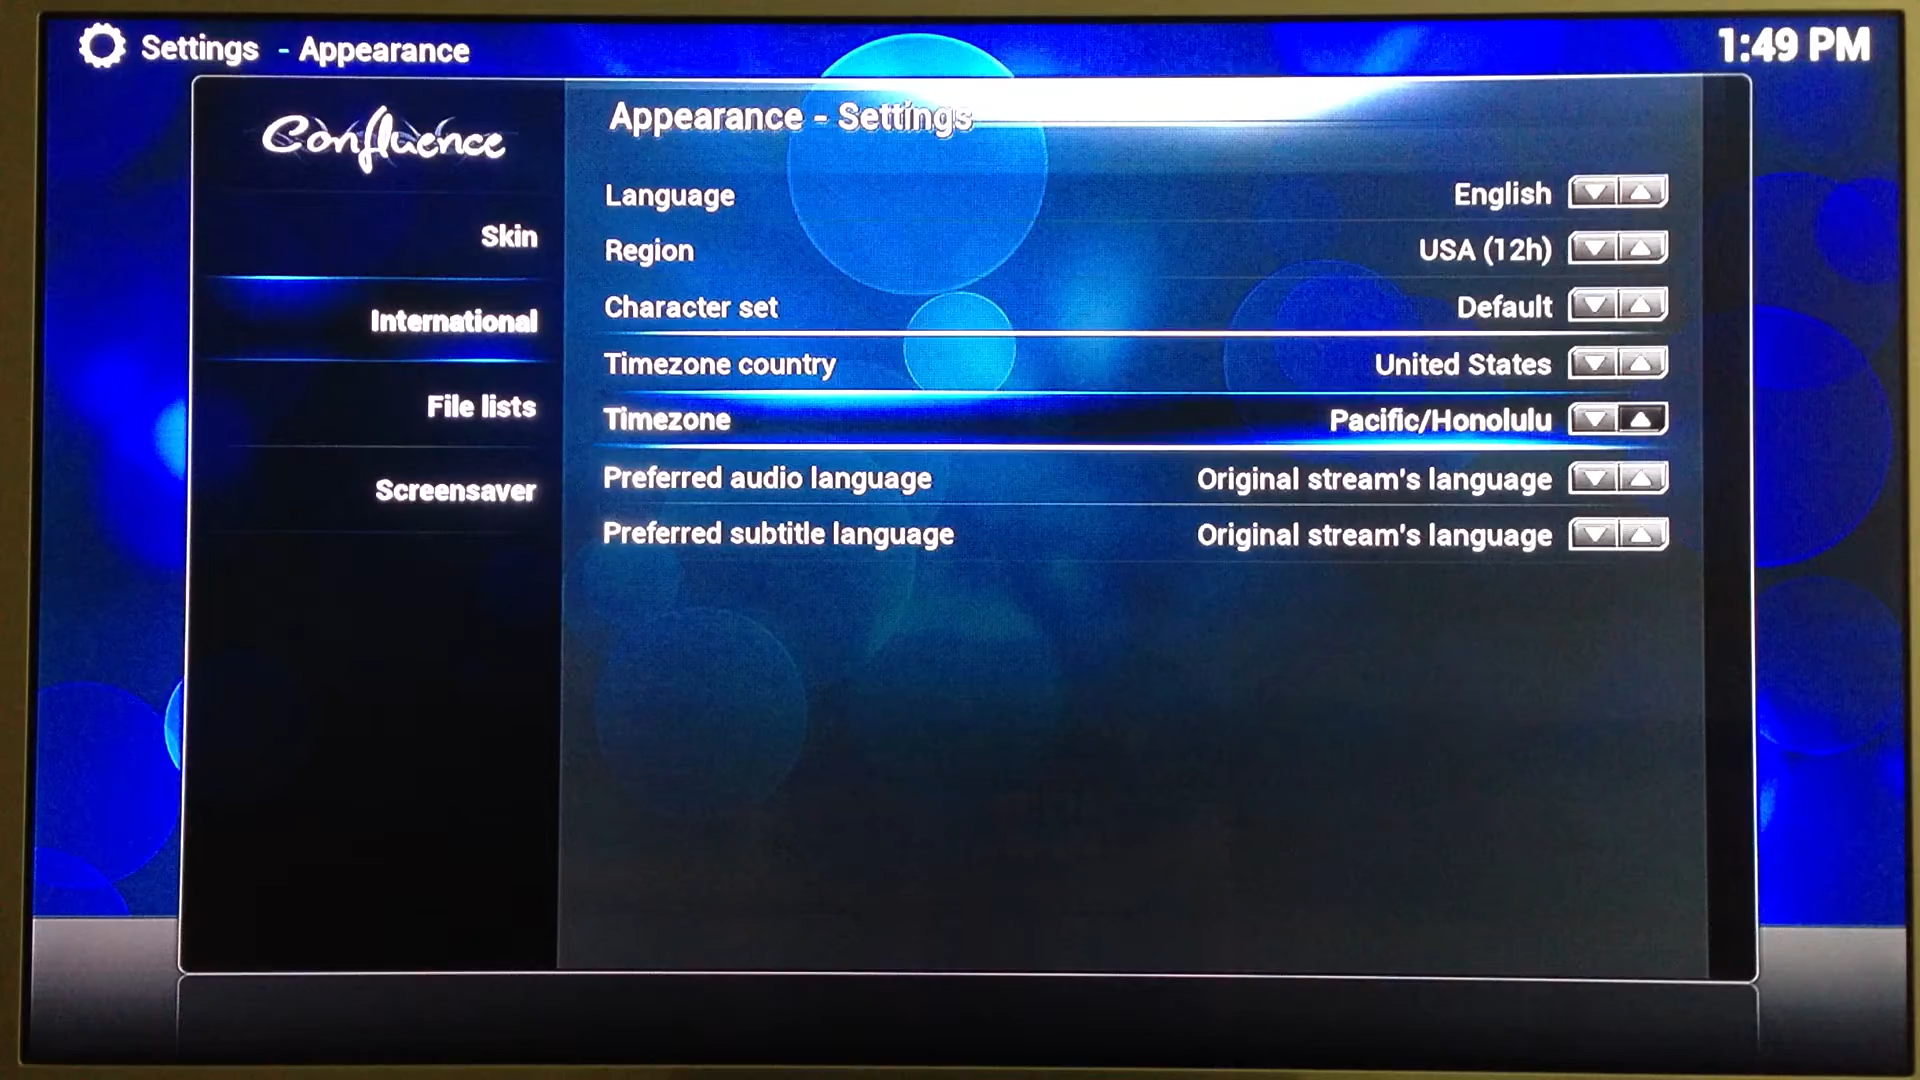 Settings - Appearance
1:49 PM
Confluence
Skin
International
File lists
Screensaver
Appearance - Settings
Language English
Region USA (12h)
Character set Default
Timezone country United States
Timezone Pacific/Honolulu
Preferred audio language Original stream's language
Preferred subtitle language Original stream's language